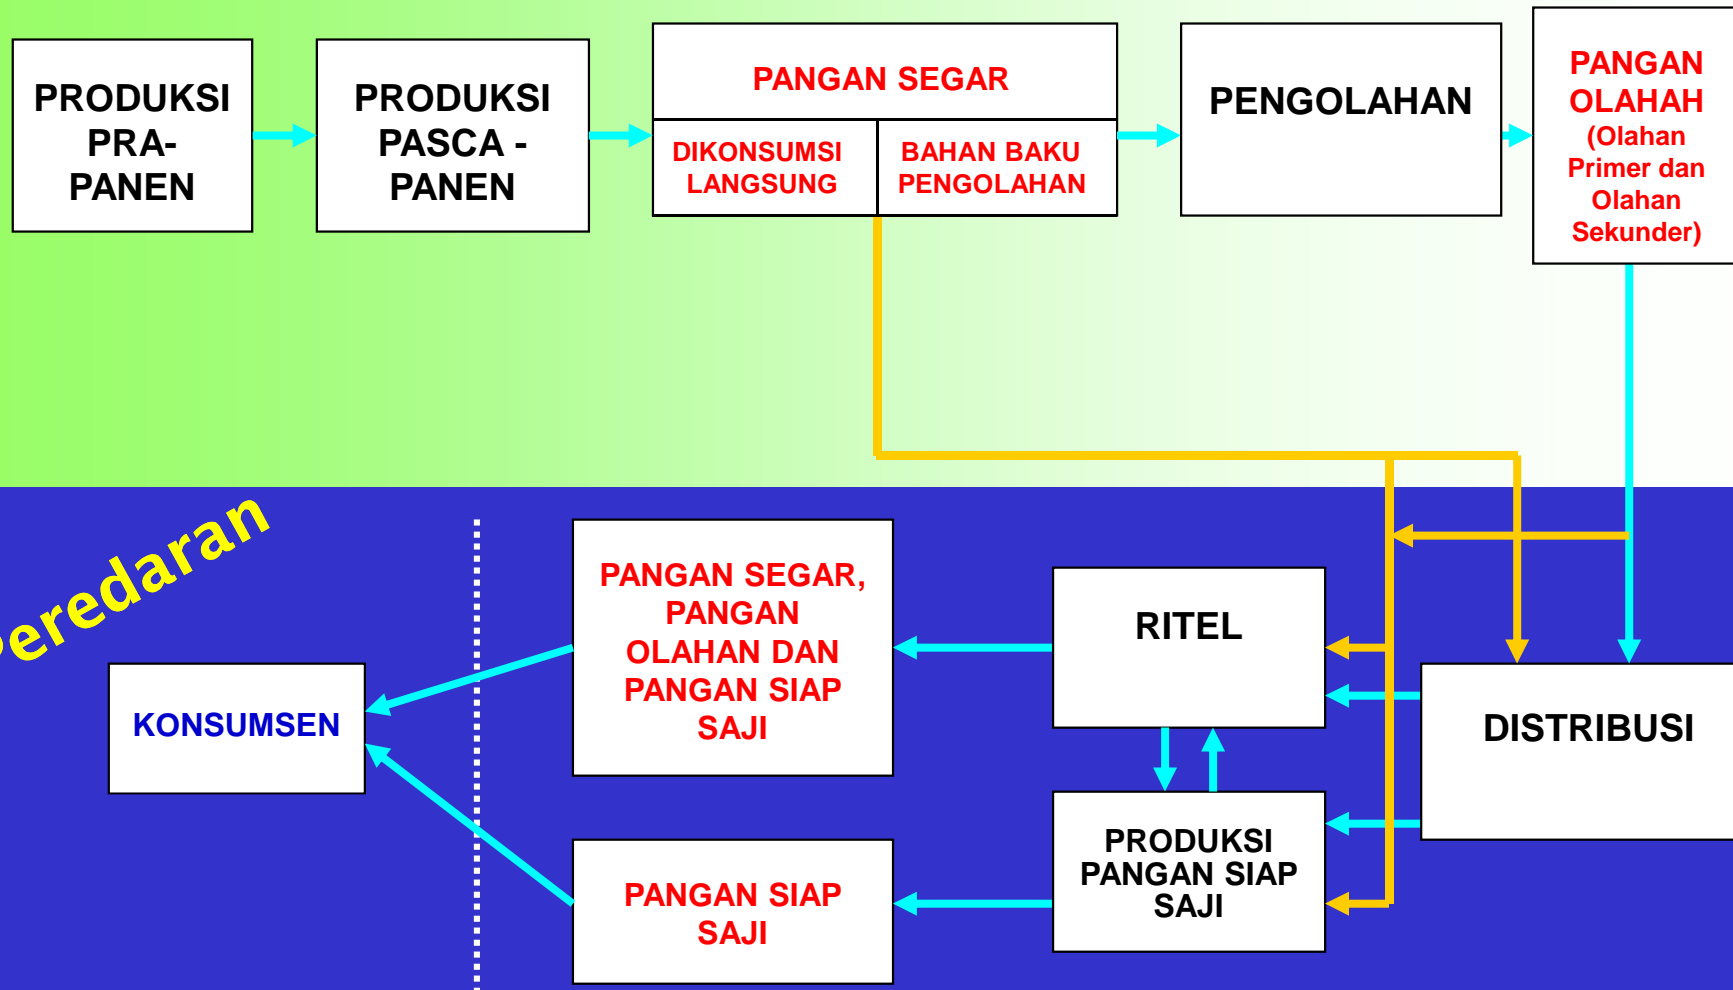 PRODUKSI
PRA-
PANEN
PRODUKSI
PASCA -
PANEN
PANGAN SEGAR
DIKONSUMSI
LANGSUNG
BAHAN BAKU
PENGOLAHAN
PENGOLAHAN
PANGAN
OLAHAH
(Olahan
Primer dan
Olahan
Sekunder)
Peredaran
KONSUMSEN
PANGAN SEGAR,
PANGAN
OLAHAN DAN
PANGAN SIAP
SAJI
RITEL
DISTRIBUSI
PANGAN SIAP
SAJI
PRODUKSI
PANGAN SIAP
SAJI